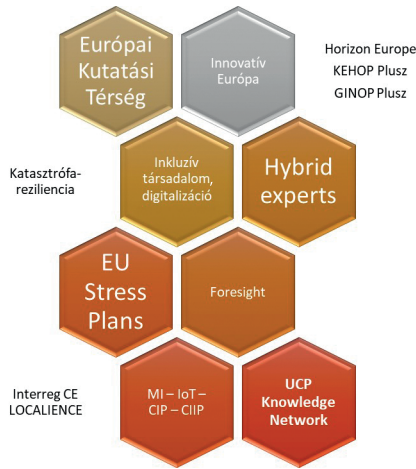 Európai
Kutatási
Térség
Innovatív
Európa
Horizon Europe
KEHOP Plusz
GINOP Plusz
Katasztrófa-
reziliencia
Inkluzív
társadalom,
digitalizáció
Hybrid
experts
EU
Stress
Plans
Foresight
Interreg CE
LOCALIENCE
MI – IoT –
CIP – CIIP
UCP
Knowledge
Network